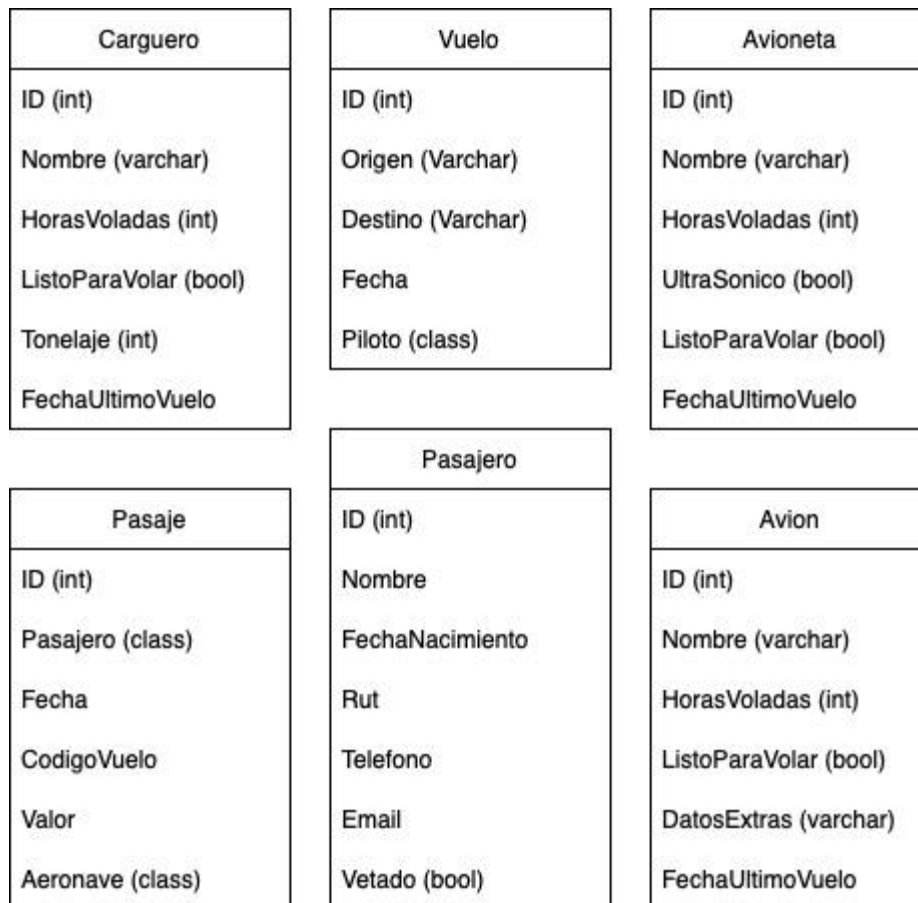 Carguero
ID (int)
Nombre (varchar)
HorasVoladas (int)
ListoParaVolar (bool)
Tonelaje (int)
FechaUltimoVuelo
Vuelo
ID (int)
Origen (Varchar)
Destino (Varchar)
Fecha
Piloto (class)
Avioneta
ID (int)
Nombre (varchar)
HorasVoladas (int)
UltraSonico (bool)
ListoParaVolar (bool)
FechaUltimoVuelo
Pasaje
ID (int)
Pasajero (class)
Fecha
CodigoVuelo
Valor
Aeronave (class)
Pasajero
ID (int)
Nombre
FechaNacimiento
Rut
Telefono
Email
Vetado (bool)
Avion
ID (int)
Nombre (varchar)
HorasVoladas (int)
ListoParaVolar (bool)
DatosExtras (varchar)
FechaUltimoVuelo